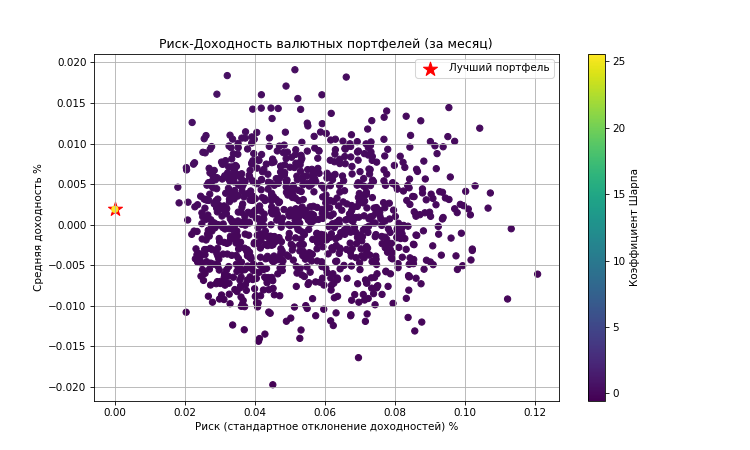 Риск-Доходность валютных портфелей (за месяц)
Лучший портфель
Средняя доходность %
0.020
0.015
0.010
0.005
0.000
−0.005
−0.010
−0.015
−0.020
0.00 0.02 0.04 0.06 0.08 0.10 0.12
Риск (стандартное отклонение доходностей) %
25
20
15
10
5
0
Коэффициент Шарпа